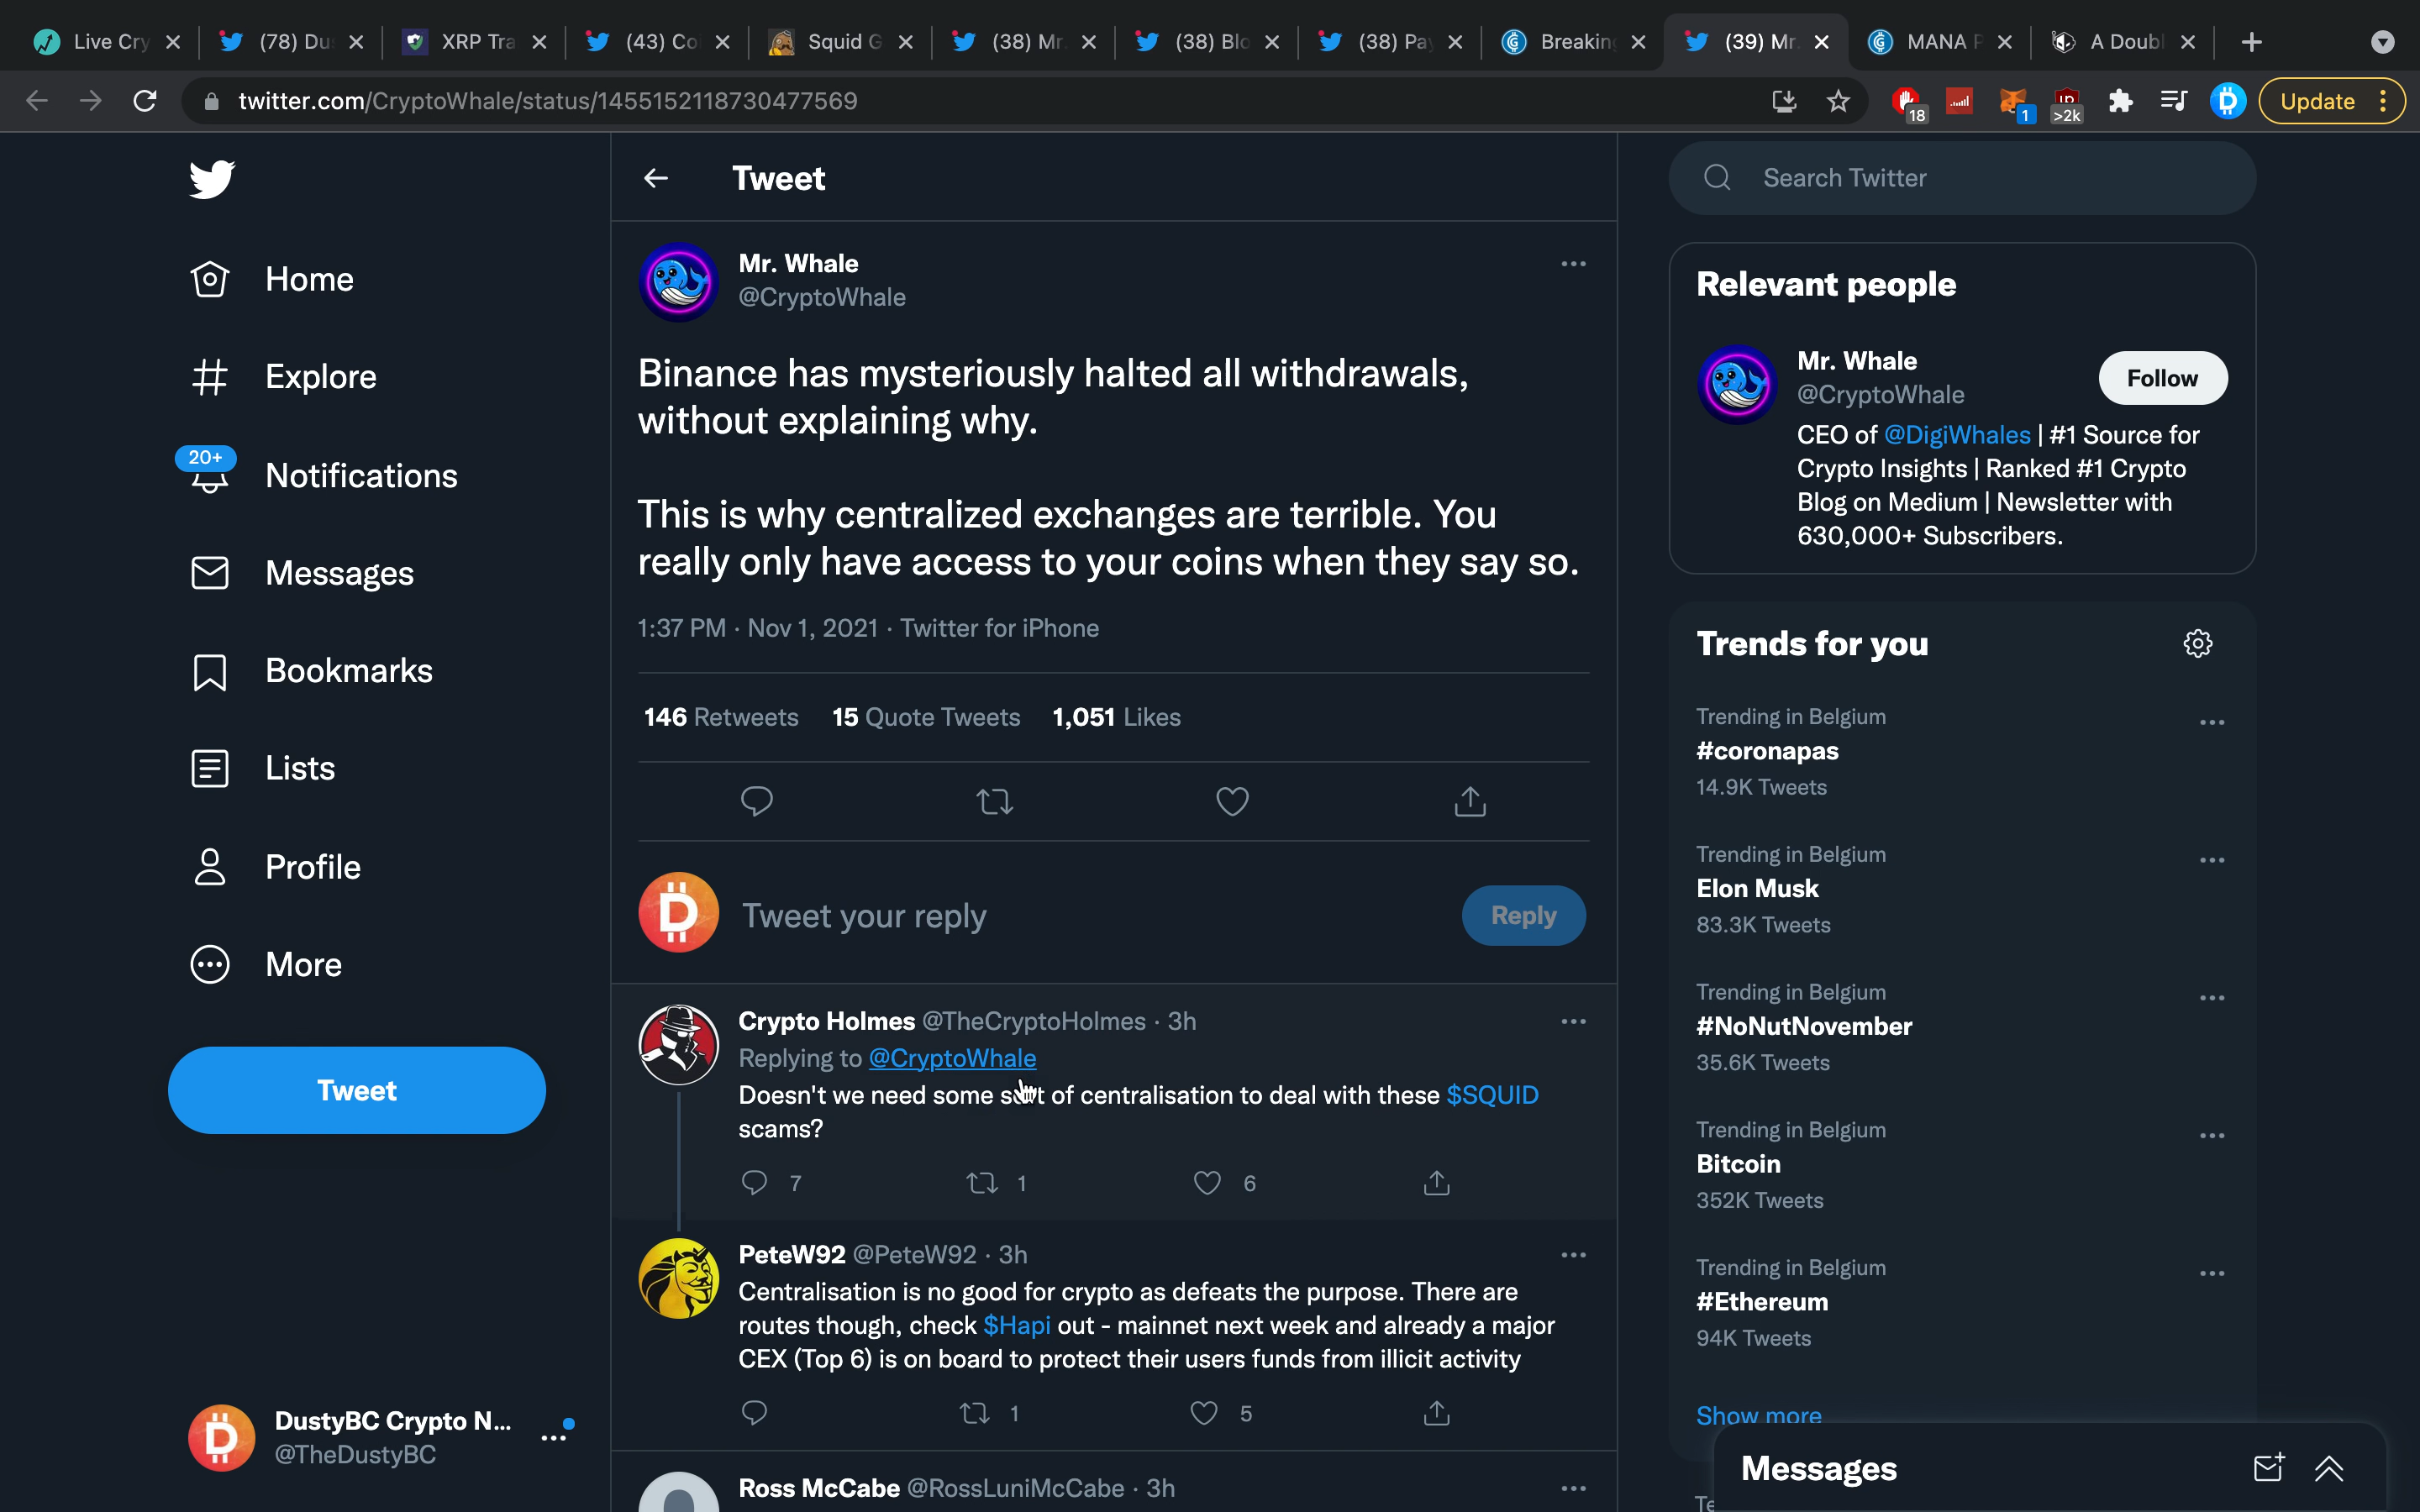 Live Cry
(78) Du
XRP Tra
(43) Co
Squid G
(38) Mr.
(38) Blo
(38) Pay
Breaking
(39) Mr.
MANA P
A Doubl
twitter.com/CryptoWhale/status/1455152118730477569
18
1
>2k
Update
Home
Explore
20+
Notifications
Messages
Bookmarks
Lists
Profile
More
Tweet
DustyBC Crypto N...
@TheDustyBC
Tweet
Mr. Whale
@CryptoWhale
Binance has mysteriously halted all withdrawals,
without explaining why.
This is why centralized exchanges are terrible. You
really only have access to your coins when they say so.
1:37 PM · Nov 1, 2021 · Twitter for iPhone
146 Retweets 15 Quote Tweets 1,051 Likes
Tweet your reply
Reply
Crypto Holmes @TheCryptoHolmes · 3h
Replying to @CryptoWhale
Doesn't we need some sort of centralisation to deal with these $SQUID
scams?
7 1 6
PeteW92 @PeteW92 · 3h
Centralisation is no good for crypto as defeats the purpose. There are
routes though, check $Hapi out - mainnet next week and already a major
CEX (Top 6) is on board to protect their users funds from illicit activity
1 5
Ross McCabe @RossLuniMcCabe · 3h
Search Twitter
Relevant people
Mr. Whale
@CryptoWhale
Follow
CEO of @DigiWhales | #1 Source for
Crypto Insights | Ranked #1 Crypto
Blog on Medium | Newsletter with
630,000+ Subscribers.
Trends for you
Trending in Belgium
#coronapas
14.9K Tweets
Trending in Belgium
Elon Musk
83.3K Tweets
Trending in Belgium
#NoNutNovember
35.6K Tweets
Trending in Belgium
Bitcoin
352K Tweets
Trending in Belgium
#Ethereum
94K Tweets
Show more
Messages